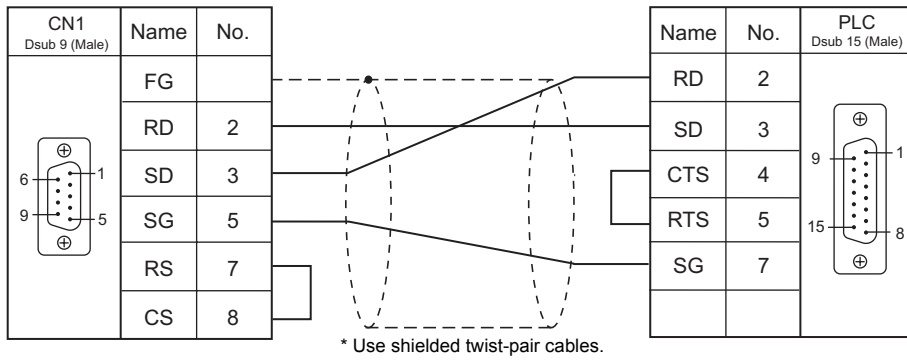 CN1
Dsub 9 (Male)
Name No.
FG
RD 2
SD 3
SG 5
RS 7
CS 8
6 1
9 5
Name No.
PLC
Dsub 15 (Male)
RD 2
SD 3
CTS 4
RTS 5
SG 7
9 1
15 8
* Use shielded twist-pair cables.